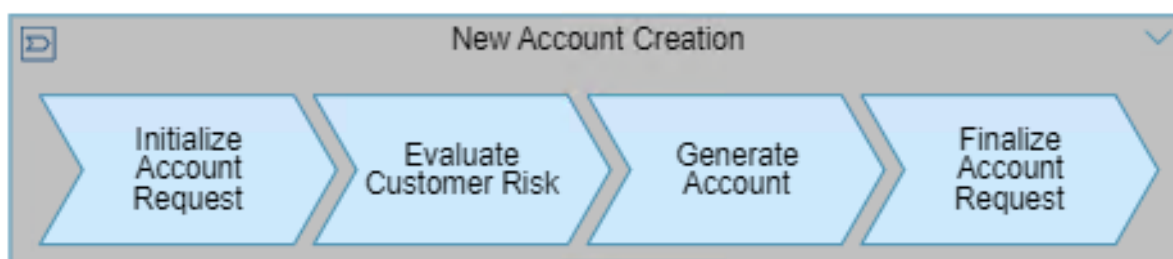 New Account Creation
Initialize
Account
Request
Evaluate
Customer Risk
Generate
Account
Finalize
Account
Request